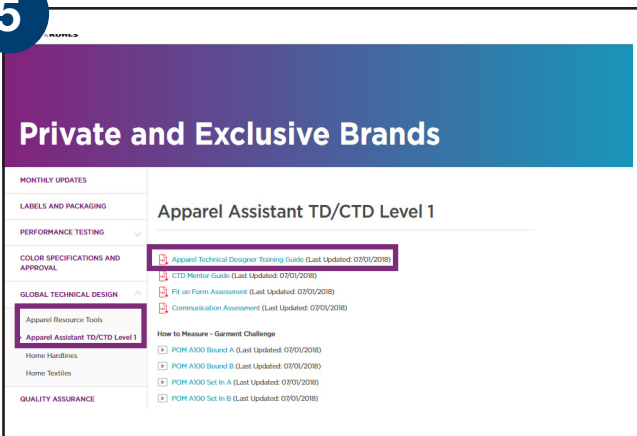 5
KOHLS
Private and Exclusive Brands
MONTHLY UPDATES
LABELS AND PACKAGING
PERFORMANCE TESTING
COLOR SPECIFICATIONS AND
APPROVAL
GLOBAL TECHNICAL DESIGN
Apparel Resource Tools
Apparel Assistant TD/CTD Level 1
Home Hardlines
Home Textiles
QUALITY ASSURANCE
Apparel Assistant TD/CTD Level 1
Apparel Technical Designer Training Guide (Last Updated: 07/01/2018)
CTD Mentor Guide (Last Updated: 07/01/2018)
Fit on Form Assessment (Last Updated: 07/01/2018)
Communication Assessment (Last Updated: 07/01/2018)
How to Measure - Garment Challenge
POM A100 Bound A (Last Updated: 07/01/2018)
POM A100 Bound B (Last Updated: 07/01/2018)
POM A100 Set In A (Last Updated: 07/01/2018)
POM A100 Set In B (Last Updated: 07/01/2018)